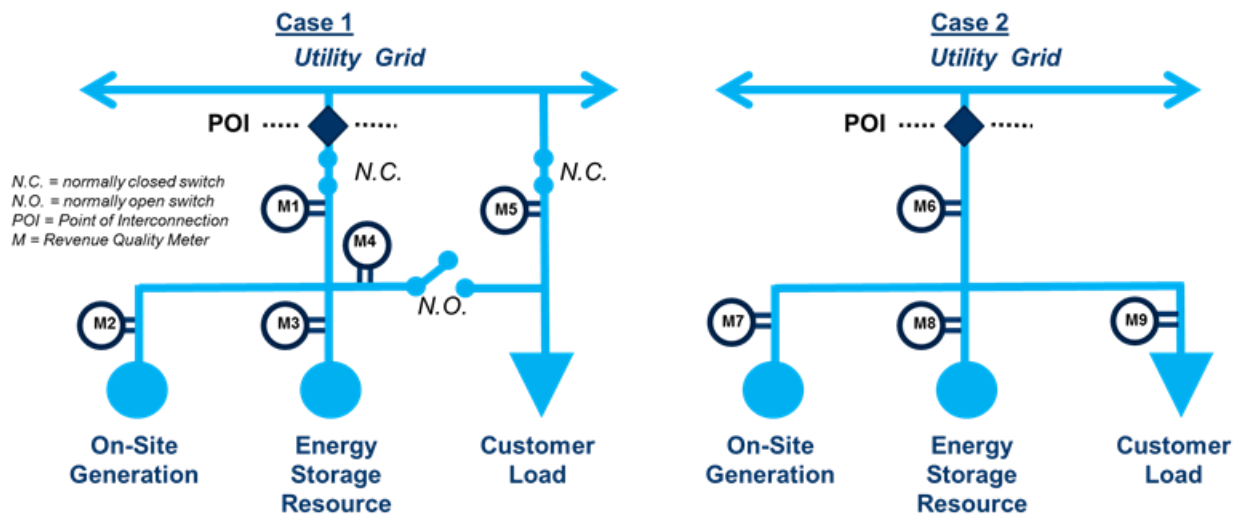 Case 1
Utility Grid
POI
N.C.
N.C.
N.C. = normally closed switch
N.O. = normally open switch
POI = Point of Interconnection
M = Revenue Quality Meter
M1
M5
M4
N.O.
M2
M3
On-Site
Generation
Energy
Storage
Resource
Customer
Load
Case 2
Utility Grid
POI
M6
M7
M8
M9
On-Site
Generation
Energy
Storage
Resource
Customer
Load